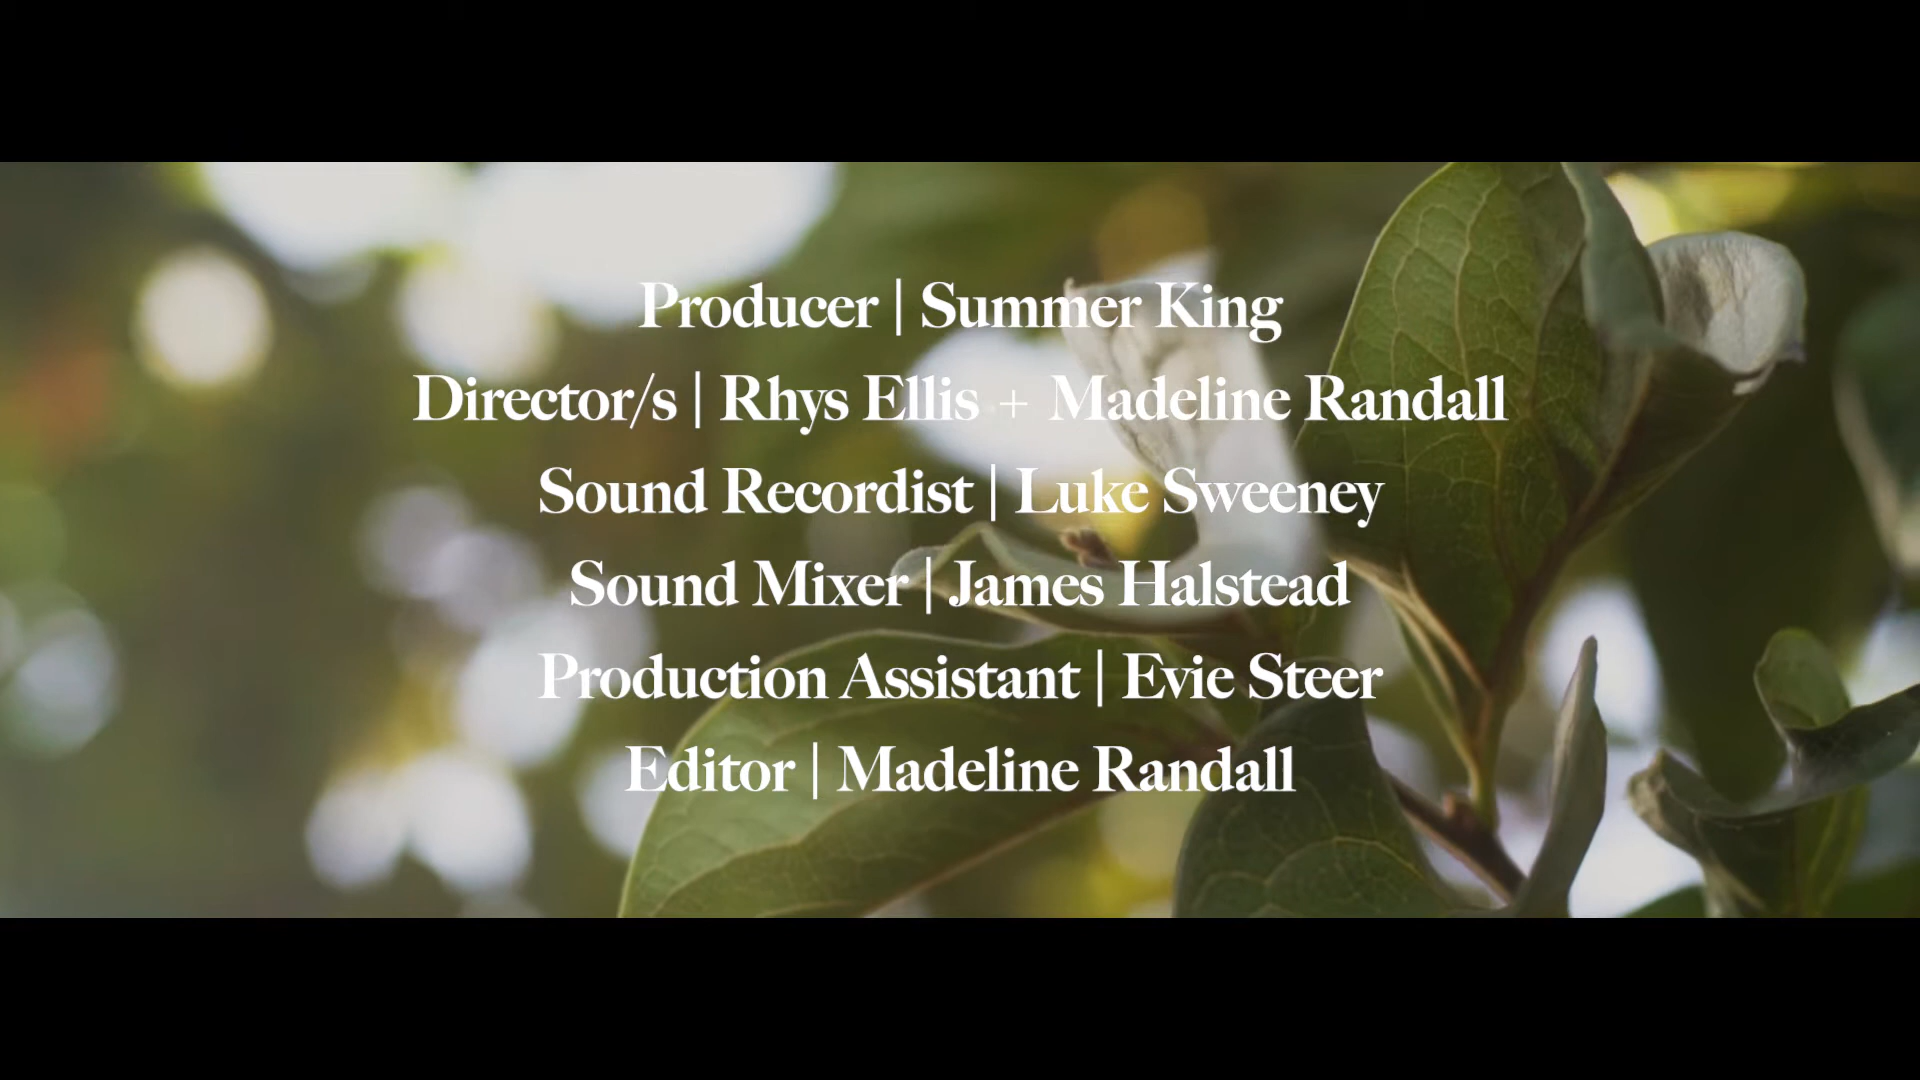 Producer | Summer King
Director/s | Rhys Ellis + Madeline Randall
Sound Recordist | Luke Sweeney
Sound Mixer | James Halstead
Production Assistant | Evie Steer
Editor | Madeline Randall